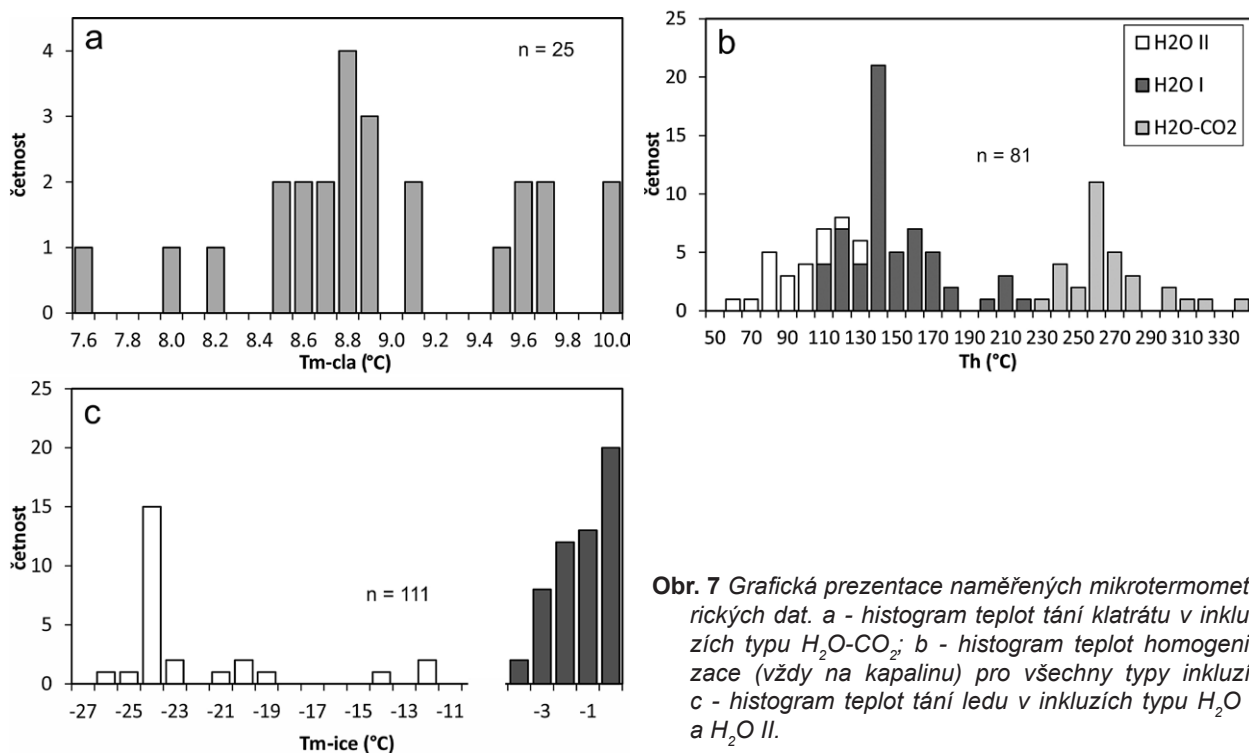 a
n = 25
4
3
2
1
0
četnost
7.6 7.8 8.0 8.2 8.4 8.6 8.8 9.0 9.2 9.4 9.6 9.8 10.0
Tm-cla (°C)
b
n = 81
H2O II
H2O I
H2O-CO2
25
20
15
10
5
0
četnost
50 70 90 110 130 150 170 190 210 230 250 270 290 310 330
Th (°C)
c
n = 111
25
20
15
10
5
0
četnost
-27 -25 -23 -21 -19 -17 -15 -13 -11 -3 -1
Tm-ice (°C)
Obr. 7 Grafická prezentace naměřených mikrotermomet
rických dat. a - histogram teplot tání klatrátu v inklu
zích typu H2O-CO2; b - histogram teplot homogeni
zace (vždy na kapalinu) pro všechny typy inkluzí
c - histogram teplot tání ledu v inkluzích typu H2O
a H2O II.